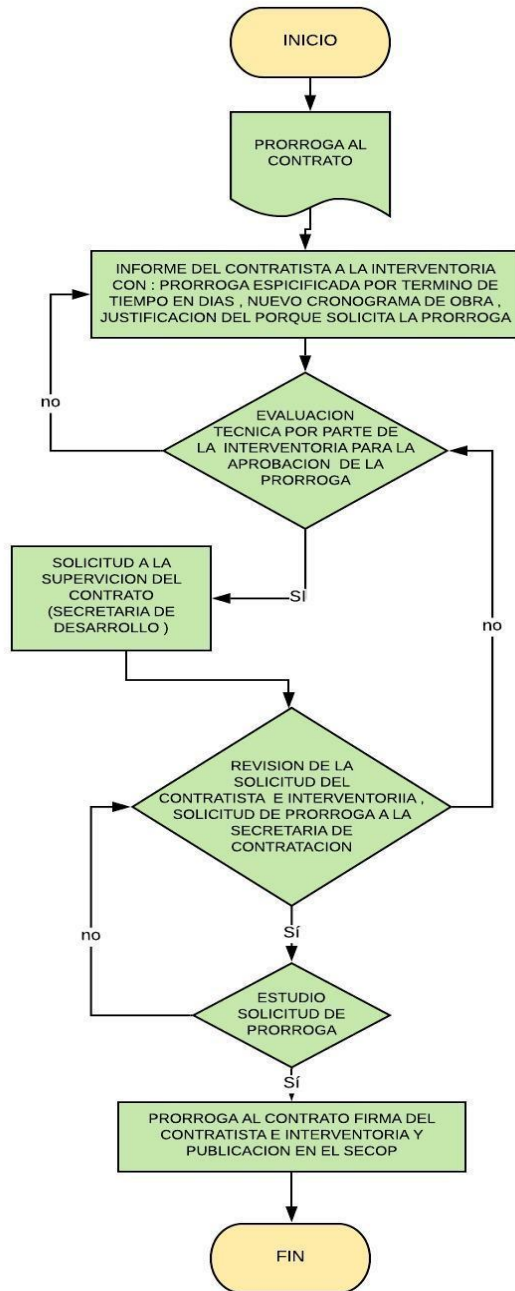 INICIO
PRORROGA AL
CONTRATO
INFORME DEL CONTRATISTA A LA INTERVENTORIA
CON : PRORROGA ESPICIFICADA POR TERMINO DE
TIEMPO EN DIAS , NUEVO CRONOGRAMA DE OBRA ,
JUSTIFICACION DEL PORQUE SOLICITA LA PRORROGA
no
EVALUACION
TECNICA POR PARTE DE
LA INTERVENTORIA PARA LA
APROBACION DE LA
PRORROGA
SI
SOLICITUD A LA
SUPERVICION DEL
CONTRATO
(SECRETARIA DE
DESARROLLO )
no
REVISION DE LA
SOLICITUD DEL
CONTRATISTA E INTERVENTORIIA ,
SOLICITUD DE PRORROGA A LA
SECRETARIA DE
CONTRATACION
Sí
no
ESTUDIO
SOLICITUD DE
PRORROGA
Sí
PRORROGA AL CONTRATO FIRMA DEL
CONTRATISTA E INTERVENTORIA Y
PUBLICACION EN EL SECOP
FIN